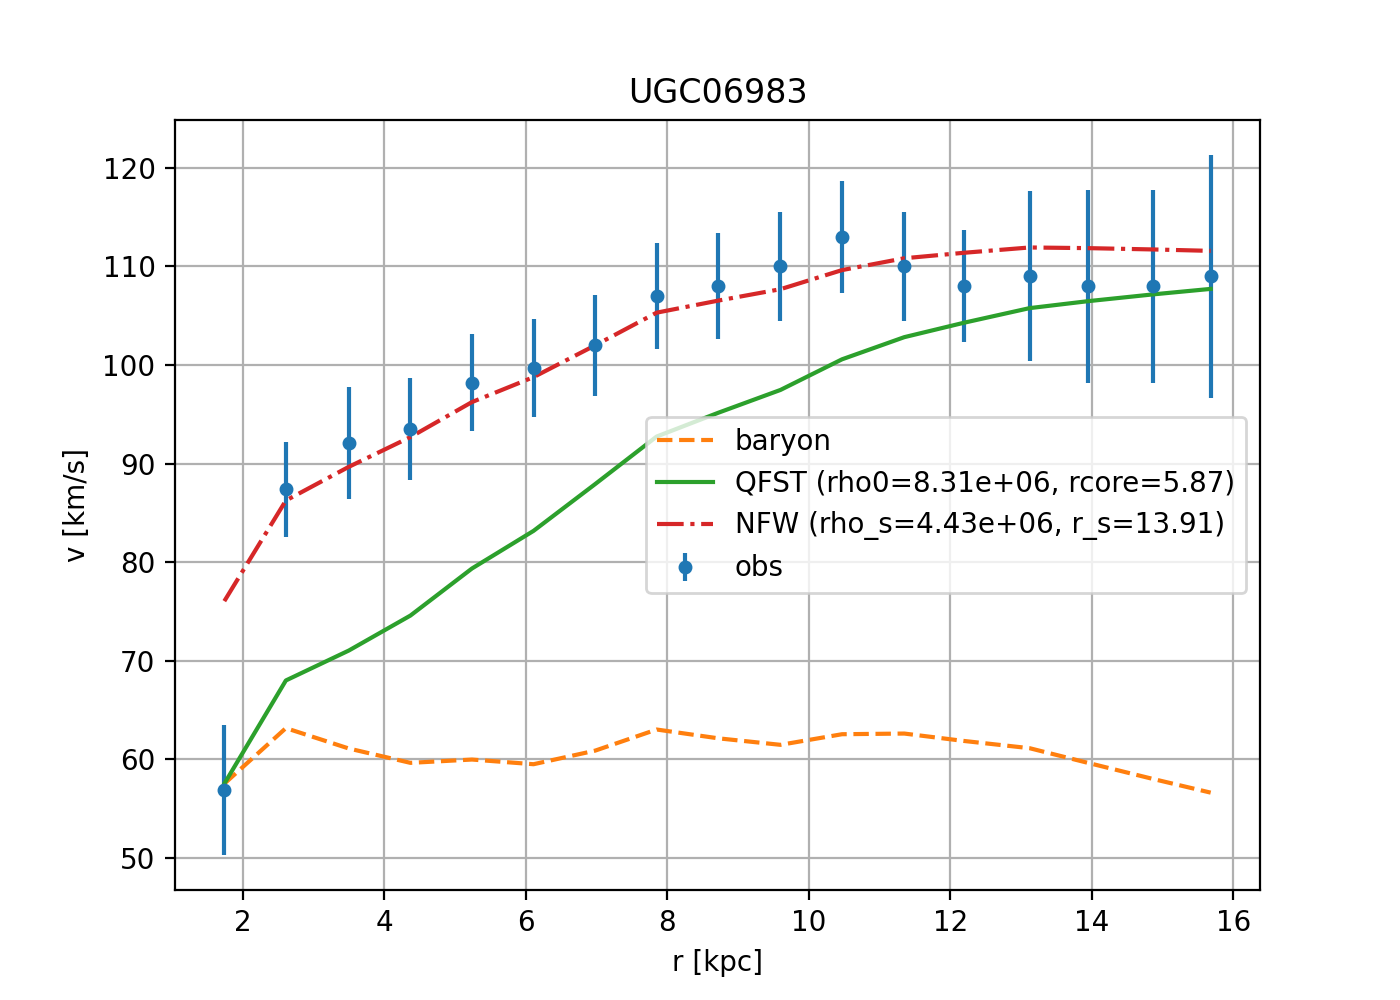 UGC06983
v [km/s]
120
110
100
90
80
70
60
50
baryon
QFST (rho0=8.31e+06, rcore=5.87)
NFW (rho_s=4.43e+06, r_s=13.91)
obs
2 4 6 8 10 12 14 16
r [kpc]